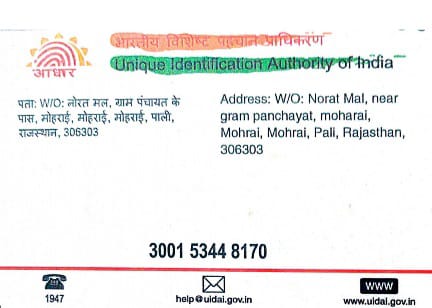 भारतीय विशिष्ट पहचान प्राधिकरण
Unique Identification Authority of India
आधार
पता: W/O: नोरत मल, ग्राम पंचायत के
पास, मोहराई, मोहराई, मोहराई, पाली,
राजस्थान, 306303
Address: W/O: Norat Mal, near
gram panchayat, moharai,
Mohrai, Mohrai, Pali, Rajasthan,
306303
3001 5344 8170
1947
help@uidai.gov.in
WWW
www.uidai.gov.in